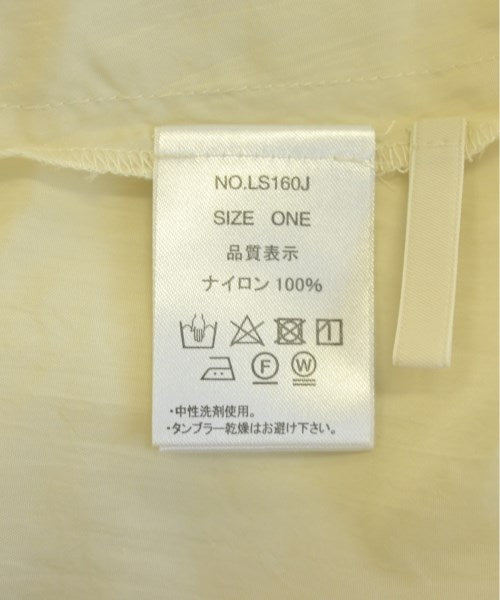 NO.LS160J
SIZE ONE
品質表示
ナイロン 100%
F W
・中性洗剤使用。
・タンブラー乾燥はお避け下さい。